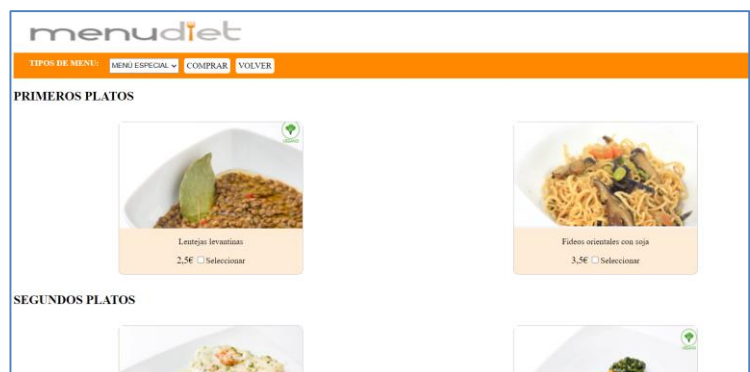 menudiet
TIPOS DE MENU: MENÚ ESPECIAL COMPRAR VOLVER
PRIMEROS PLATOS
Lentejas levantinas
2,5€ Seleccionar
Fideos orientales con soja
3,5€ Seleccionar
SEGUNDOS PLATOS